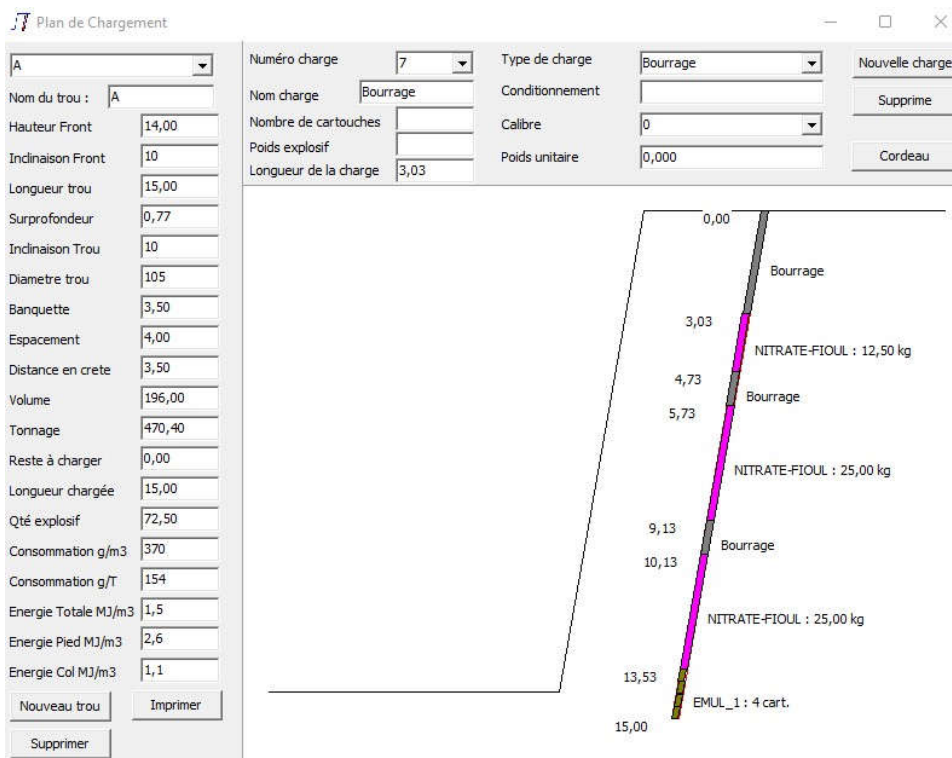 Plan de Chargement
A
Nom du trou : A
Hauteur Front 14,00
Inclinaison Front 10
Longueur trou 15,00
Surprofondeur 0,77
Inclinaison Trou 10
Diametre trou 105
Banquette 3,50
Espacement 4,00
Distance en crete 3,50
Volume 196,00
Tonnage 470,40
Reste à charger 0,00
Longueur chargée 15,00
Qté explosif 72,50
Consommation g/m3 370
Consommation g/T 154
Energie Totale MJ/m3 1,5
Energie Pied MJ/m3 2,6
Energie Col MJ/m3 1,1
Nouveau trou Imprimer
Supprimer
Numéro charge 7
Nom charge Bourrage
Nombre de cartouches
Poids explosif
Longueur de la charge 3,03
Type de charge Bourrage
Conditionnement
Calibre 0
Poids unitaire 0,000
Nouvelle charge
Supprime
Cordeau
0,00
Bourrage
3,03
NITRATE-FIOUL : 12,50 kg
4,73
Bourrage
5,73
NITRATE-FIOUL : 25,00 kg
9,13
Bourrage
10,13
NITRATE-FIOUL : 25,00 kg
13,53
EMUL_1 : 4 cart.
15,00